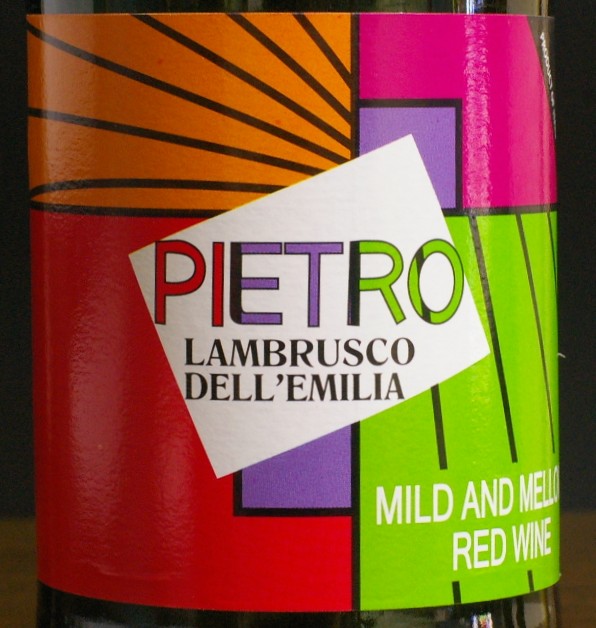 PIETRO
LAMBRUSCO
DELL'EMILIA
MILD AND MELLO
RED WINE